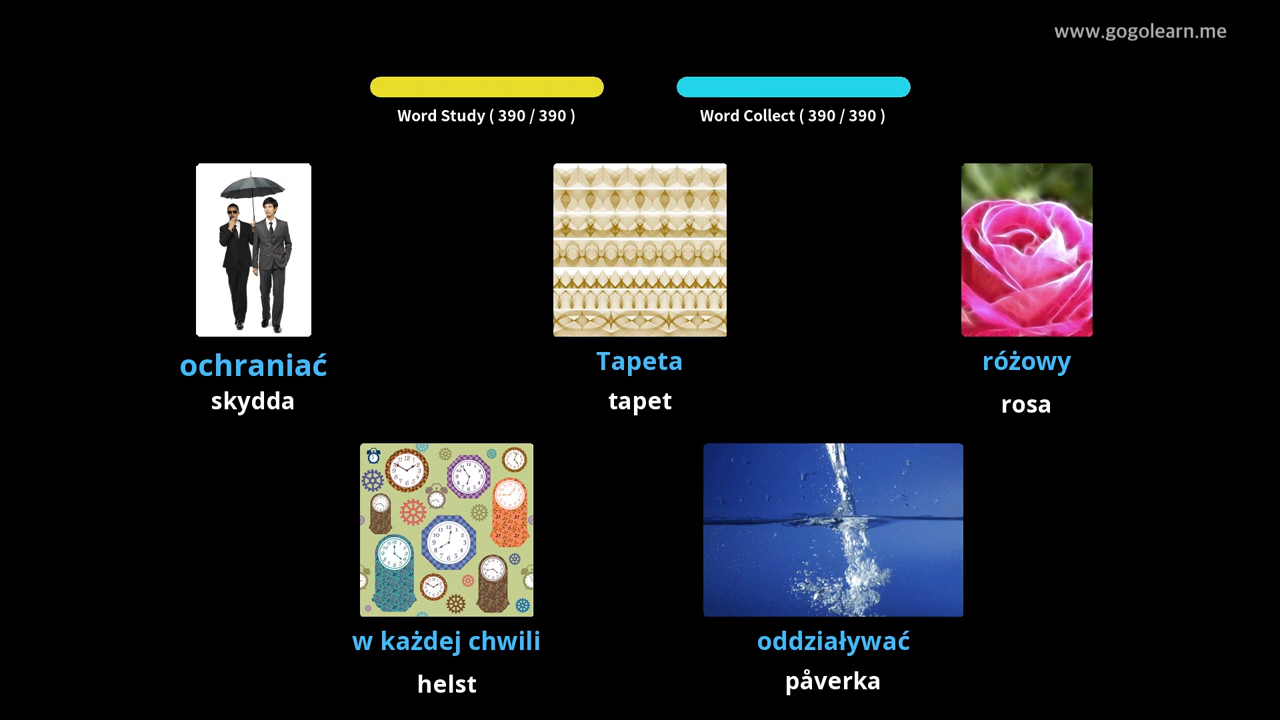 www.gogolearn.me
Word Study ( 390 / 390 )
Word Collect ( 390 / 390 )
ochraniać
skydda
Tapeta
tapet
różowy
rosa
w każdej chwili
helst
oddziaływać
påverka